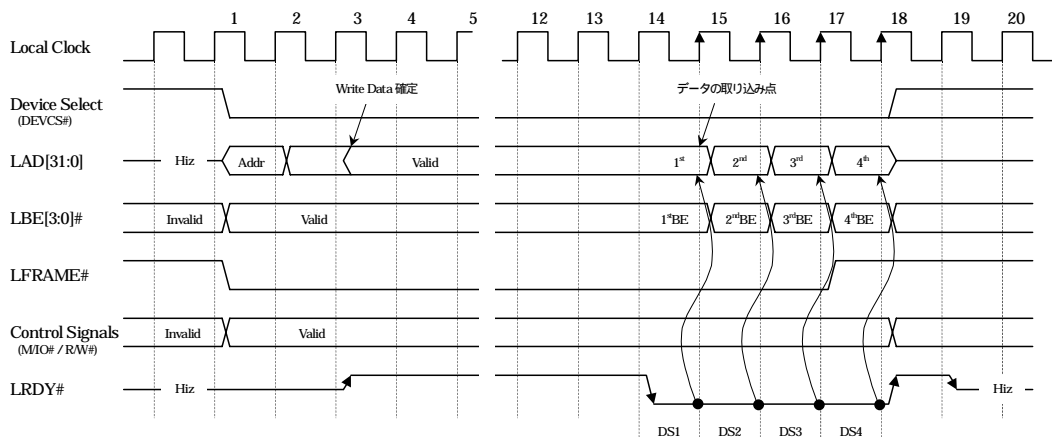 1 2 3 4 5 12 13 14 15 16 17 18 19 20
Local Clock
Write Data 確定 データの取り込み点
Device Select
(DEVCS#)
LAD[31:0] Hiz Addr Valid 1st 2nd 3rd 4th
LBE[3:0]# Invalid Valid 1stBE 2ndBE 3rdBE 4thBE
LFRAME#
Control Signals Invalid Valid
(M/IO# / R/W#)
LRDY# Hiz Hiz
DS1 DS2 DS3 DS4